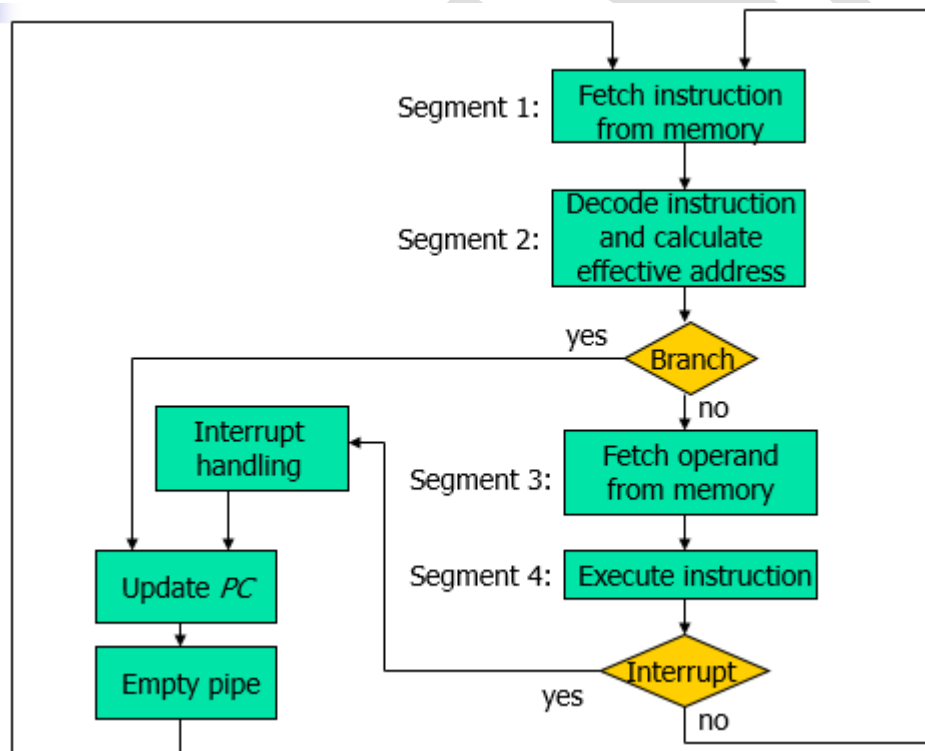 Segment 1:
Fetch instruction
from memory
Segment 2:
Decode instruction
and calculate
effective address
yes
Branch
no
Interrupt
handling
Segment 3:
Fetch operand
from memory
Update PC
Segment 4:
Execute instruction
Empty pipe
Interrupt
yes
no